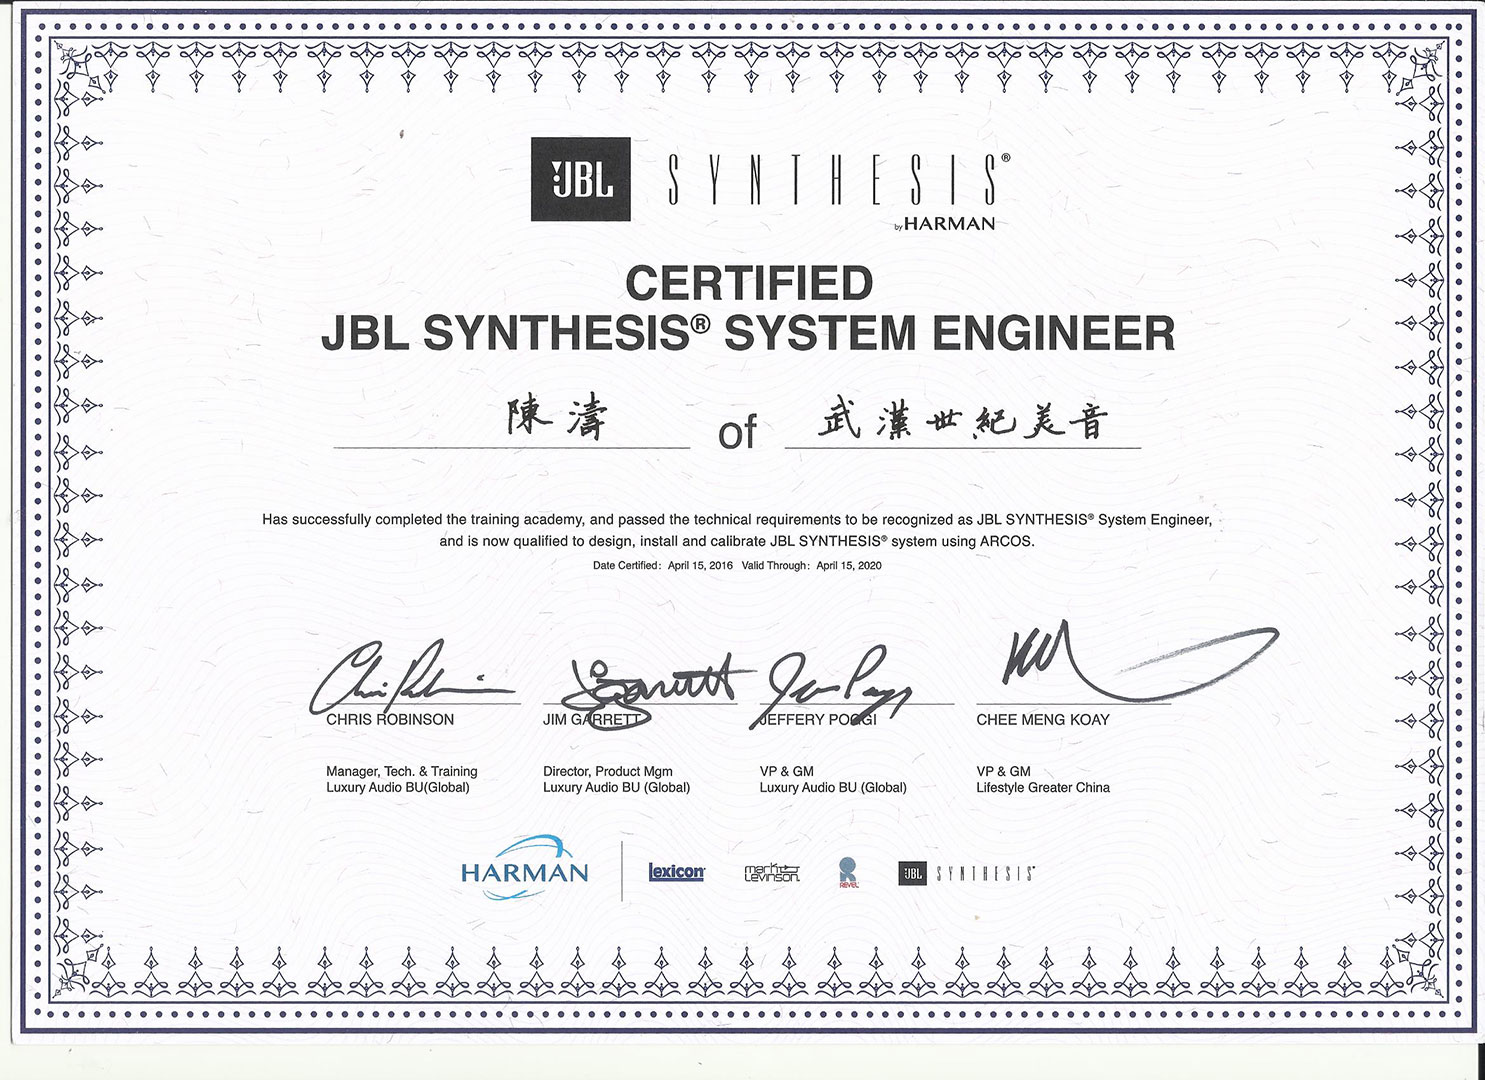 JBL SYNTHESIS®
by HARMAN
CERTIFIED
JBL SYNTHESIS® SYSTEM ENGINEER
陳濤 of 武漢世紀美音
Has successfully completed the training academy, and passed the technical requirements to be recognized as JBL SYNTHESIS® System Engineer,
and is now qualified to design, install and calibrate JBL SYNTHESIS® system using ARCOS.
Date Certified: April 15, 2016 Valid Through: April 15, 2020
CHRIS ROBINSON JIM GARRETT JEFFERY POGGI CHEE MENG KOAY
Manager, Tech. & Training Director, Product Mgm VP & GM VP & GM
Luxury Audio BU(Global) Luxury Audio BU (Global) Luxury Audio BU (Global) Lifestyle Greater China
HARMAN lexicon mark Levinson REVEL JBL SYNTHESIS